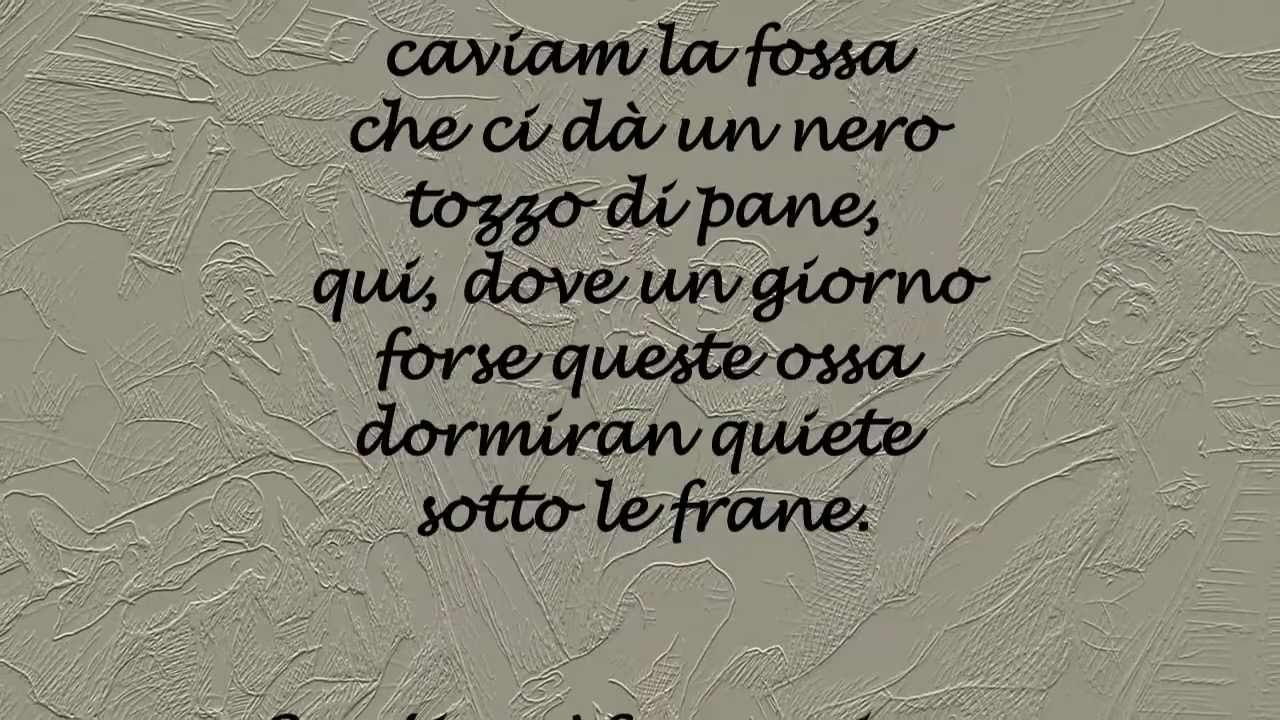 caviam la fossa
che ci dà un nero
tozzo di pane,
qui, dove un giorno
forse queste ossa
dormiran quiete
sotto le frane.